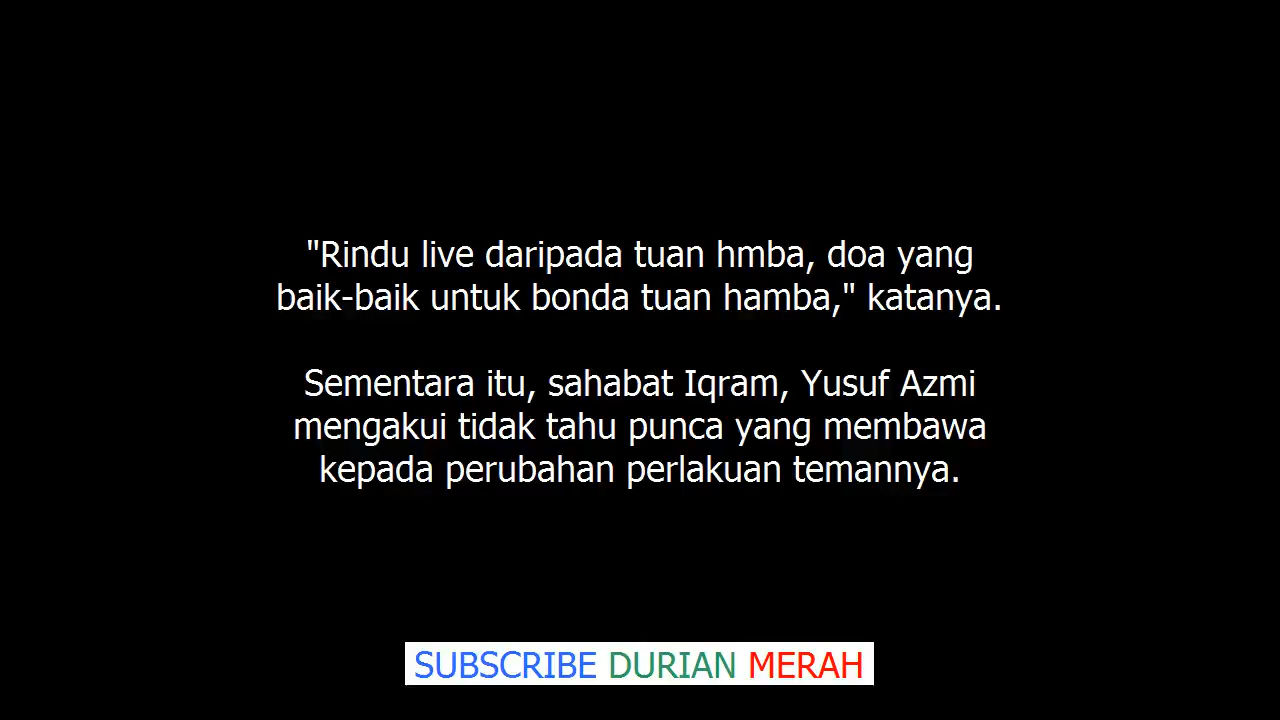 "Rindu live daripada tuan hmba, doa yang
baik-baik untuk bonda tuan hamba," katanya.
Sementara itu, sahabat Iqram, Yusuf Azmi
mengakui tidak tahu punca yang membawa
kepada perubahan perlakuan temannya.
SUBSCRIBE DURIAN MERAH